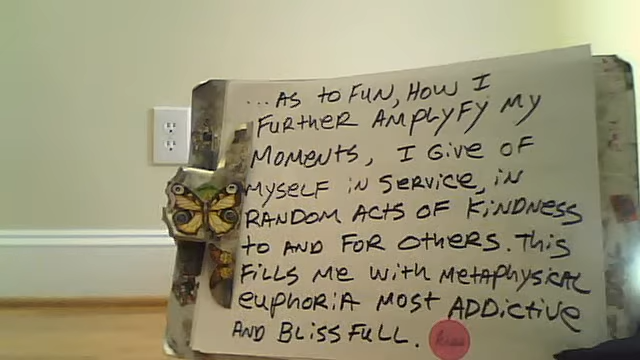 ... AS TO FUN, HOW I
FURTHER AMPLYFY MY
MOMENTS, I GIVE OF
MYSELF IN SERVICE, IN
RANDOM ACTS OF KINDNESS
TO AND FOR OTHERS. THIS
FILLS ME WITH METAPHYSICAL
EUPHORIA MOST ADDICTIVE
AND BLISSFULL.